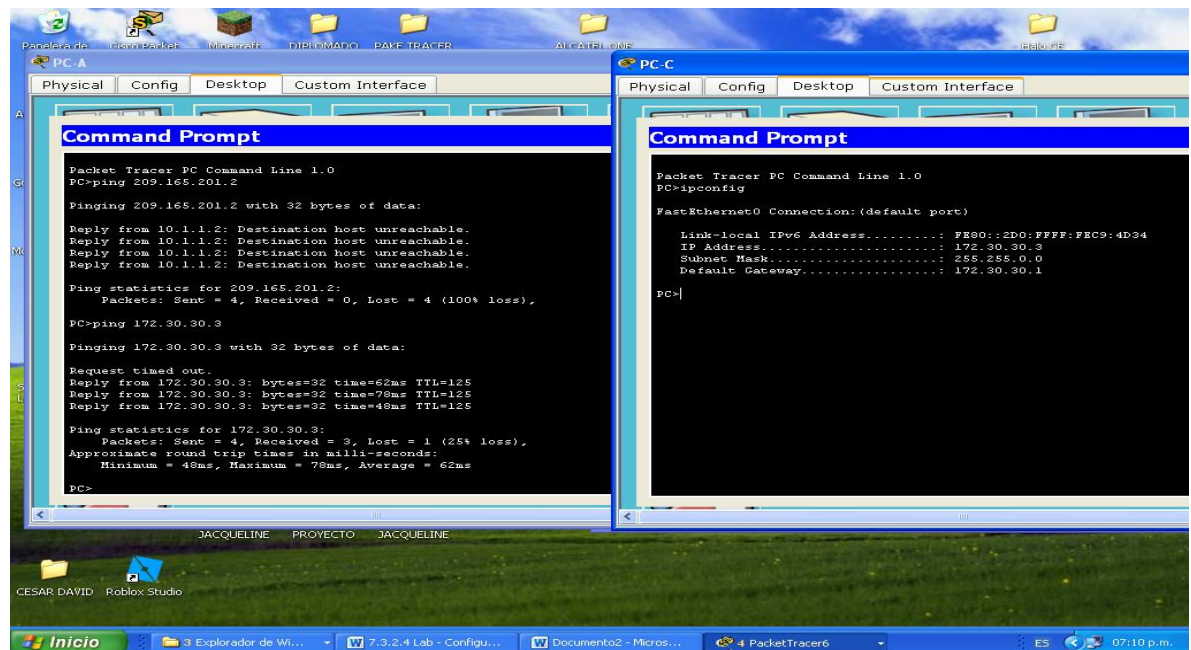 Panelera de
Cisco Packet
Minecraft
DIPLOMADO
PAKE TRACER
ALCATEL ONE
Halo CE
PC-A
Physical Config Desktop Custom Interface
Command Prompt
Packet Tracer PC Command Line 1.0
PC>ping 209.165.201.2
Pinging 209.165.201.2 with 32 bytes of data:
Reply from 10.1.1.2: Destination host unreachable.
Reply from 10.1.1.2: Destination host unreachable.
Reply from 10.1.1.2: Destination host unreachable.
Reply from 10.1.1.2: Destination host unreachable.
Ping statistics for 209.165.201.2:
Packets: Sent = 4, Received = 0, Lost = 4 (100% loss),
PC>ping 172.30.30.3
Pinging 172.30.30.3 with 32 bytes of data:
Request timed out.
Reply from 172.30.30.3: bytes=32 time=62ms TTL=125
Reply from 172.30.30.3: bytes=32 time=78ms TTL=125
Reply from 172.30.30.3: bytes=32 time=48ms TTL=125
Ping statistics for 172.30.30.3:
Packets: Sent = 4, Received = 3, Lost = 1 (25% loss),
Approximate round trip times in milli-seconds:
Minimum = 48ms, Maximum = 78ms, Average = 62ms
PC>
PC-C
Physical Config Desktop Custom Interface
Command Prompt
Packet Tracer PC Command Line 1.0
PC>ipconfig
FastEthernet0 Connection:(default port)
Link-local IPv6 Address.........: FE80::2D0:FFFF:FEC9:4D34
IP Address......................: 172.30.30.3
Subnet Mask.....................: 255.255.0.0
Default Gateway.................: 172.30.30.1
PC>
JACQUELINE PROYECTO JACQUELINE
CESAR DAVID Roblox Studio
Inicio
3 Explorador de Wi...
7.3.2.4 Lab - Configu...
Documento2 - Micros...
4 PacketTracer6
ES
07:10 p.m.